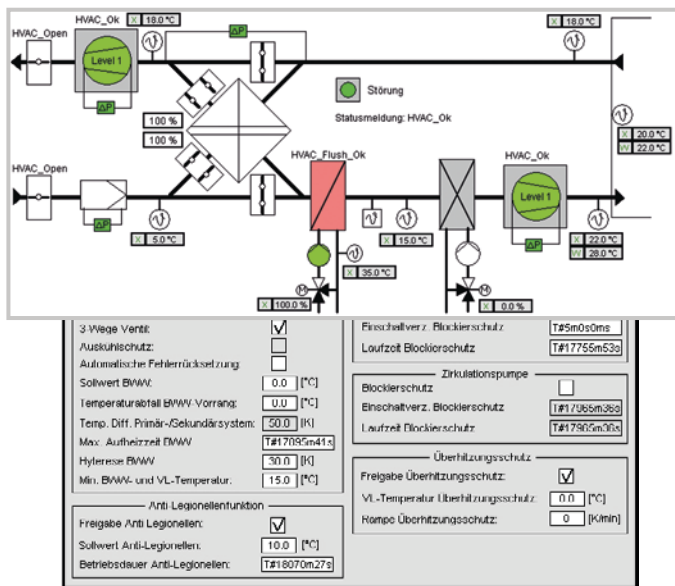 HVAC_Ok X 18.0 °C X 18.0 °C
HVAC_Open ΔP
Level 1
Störung
ΔP
Statusmeldung: HVAC_Ok
100 %
100 %
X 20.0 °C
W 22.0 °C
HVAC_Open HVAC_Flush_Ok HVAC_Ok
Level 1
ΔP X 5.0 °C X 15.0 °C ΔP X 22.0 °C
W 28.0 °C
X 35.0 °C
M M
X 100.0 % X 0.0 %
3-Wege Ventil:
Auskühlschutz:
Automatische Fehlerrücksetzung:
Sollwert BWW: 0.0 [°C]
Temperaturabfall BWW-Vorrang: 0.0 [°C]
Temp. Diff. Primär-/Sekundärsystem: 50.0 [K]
Max. Aufheizzeit BWW T#17895m41s
Hyterese BWW 30.0 [K]
Min. BWW- und VL-Temperatur: 15.0 [°C]
Anti-Legionellenfunktion
Freigabe Anti Legionellen:
Sollwert Anti-Legionellen: 10.0 [°C]
Betriebsdauer Anti-Legionellen: T#18070m27s
Einschaltverz. Blockierschutz T#5m0s0ms
Laufzeit Blockierschutz T#17755m53s
Zirkulationspumpe
Blockierschutz
Einschaltverz. Blockierschutz T#17965m36s
Laufzeit Blockierschutz T#17965m36s
Überhitzungsschutz
Freigabe Überhitzungsschutz:
VL-Temperatur Überhitzungsschutz: 0.0 [°C]
Rampe Überhitzungsschutz: 0 [K/min]